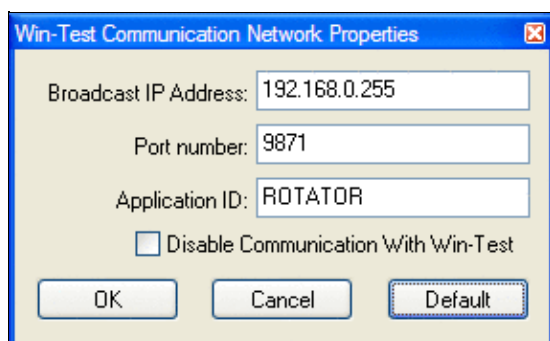 Win-Test Communication Network Properties
Broadcast IP Address: 192.168.0.255
Port number: 9871
Application ID: ROTATOR
Disable Communication With Win-Test
OK Cancel Default